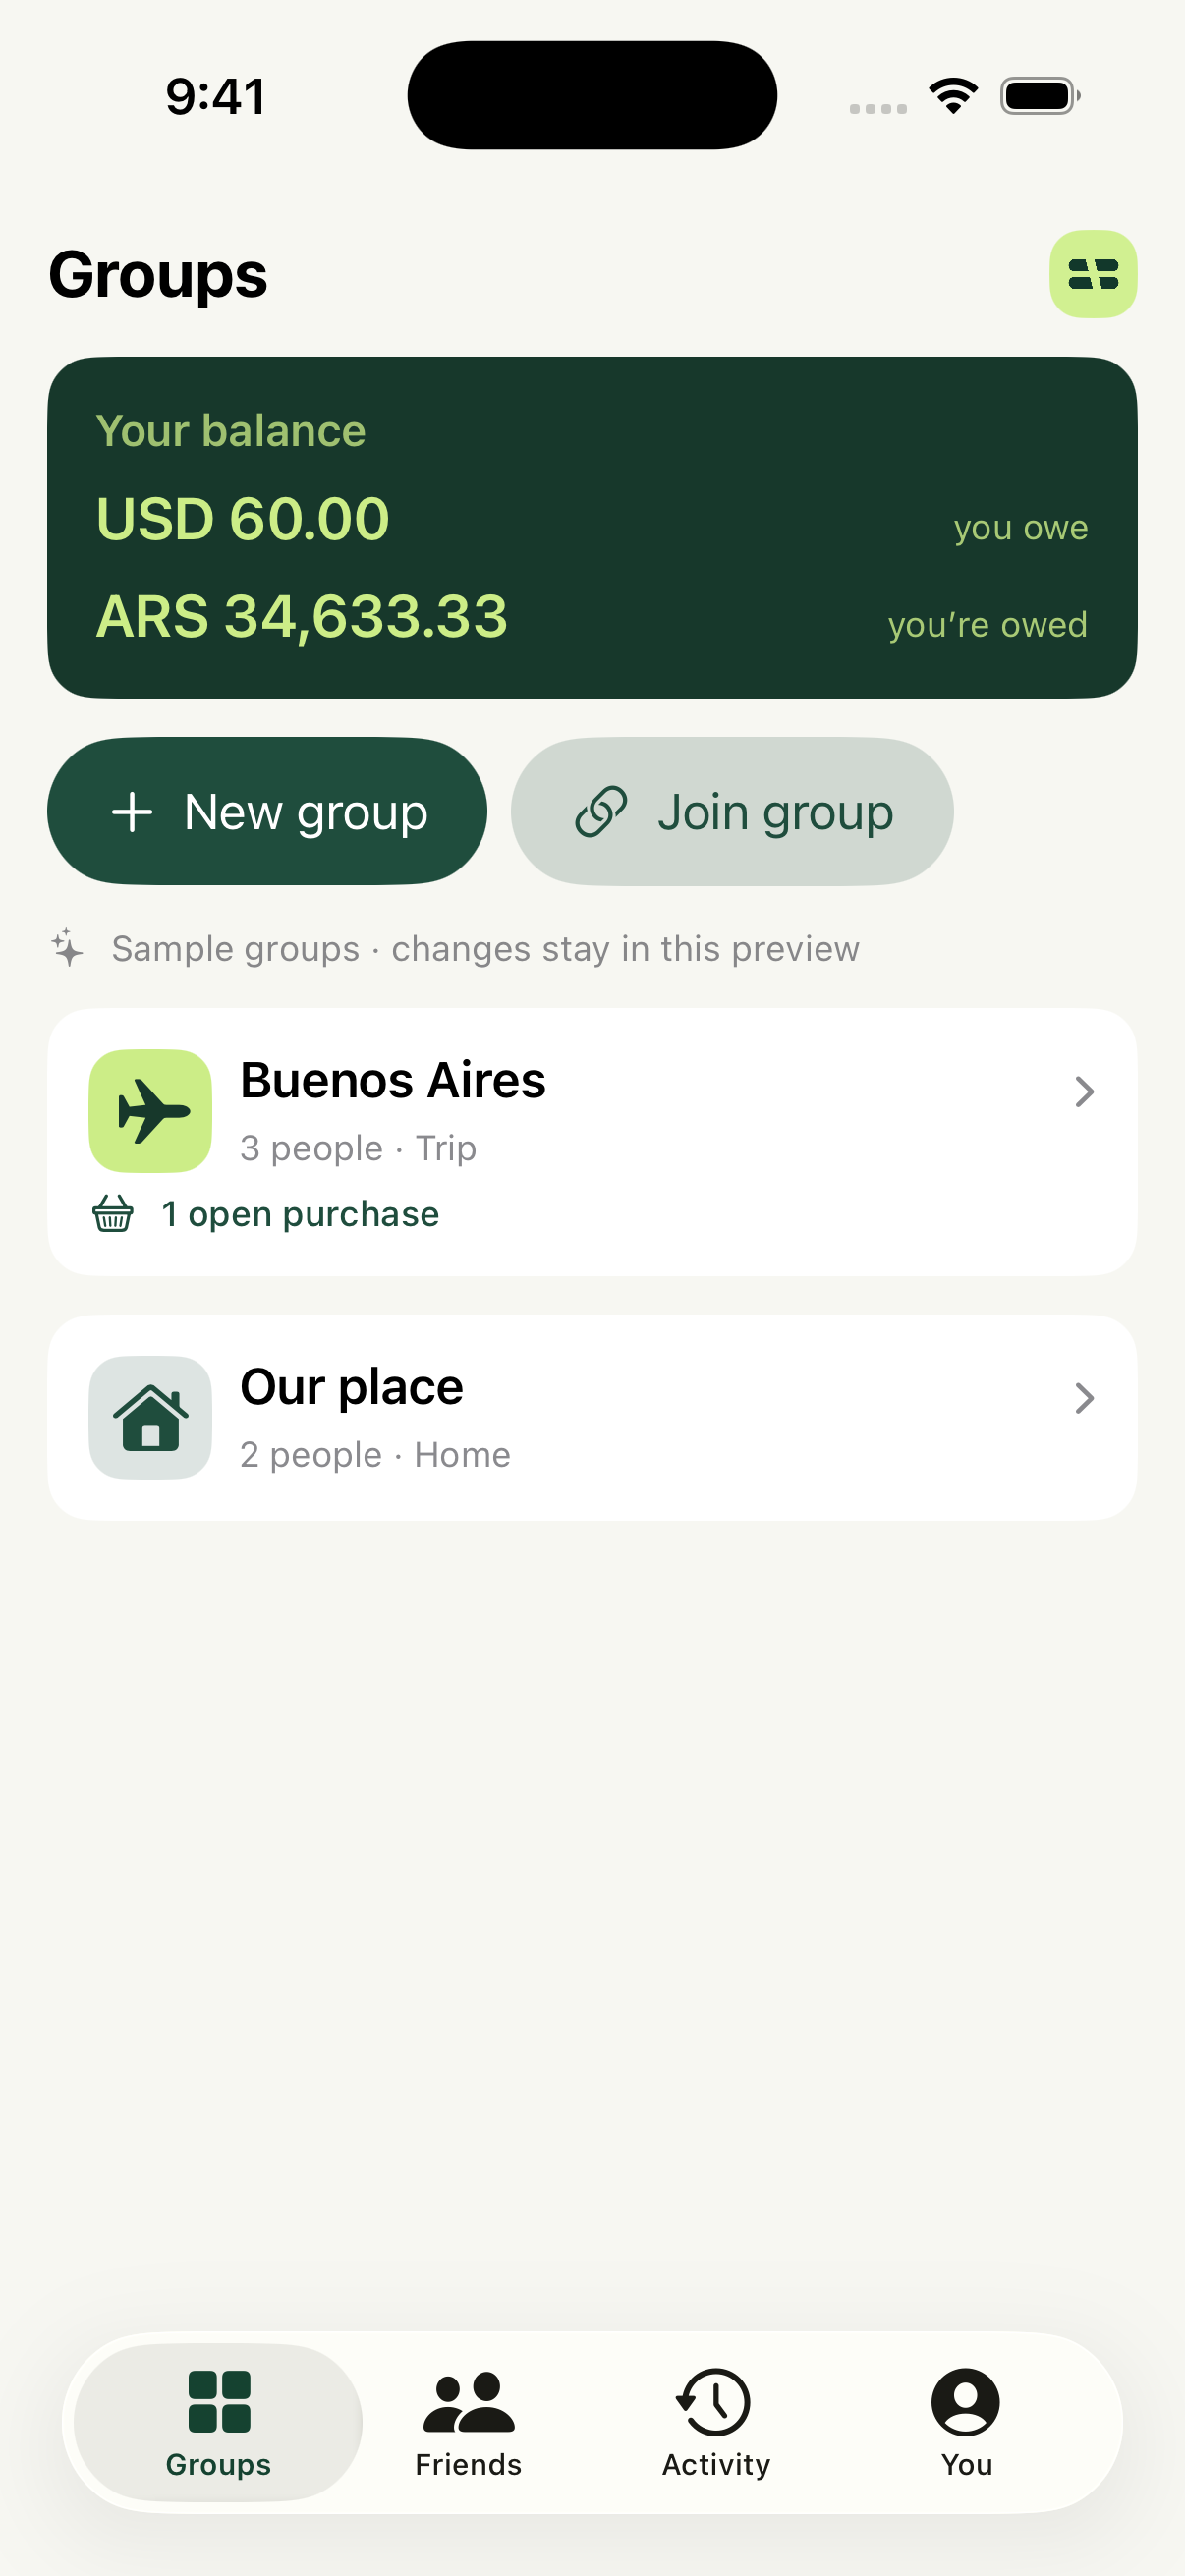 9:41
Groups
Your balance
USD 60.00 you owe
ARS 34,633.33 you’re owed
New group Join group
Sample groups · changes stay in this preview
Buenos Aires
3 people · Trip
1 open purchase
Our place
2 people · Home
Groups Friends Activity You